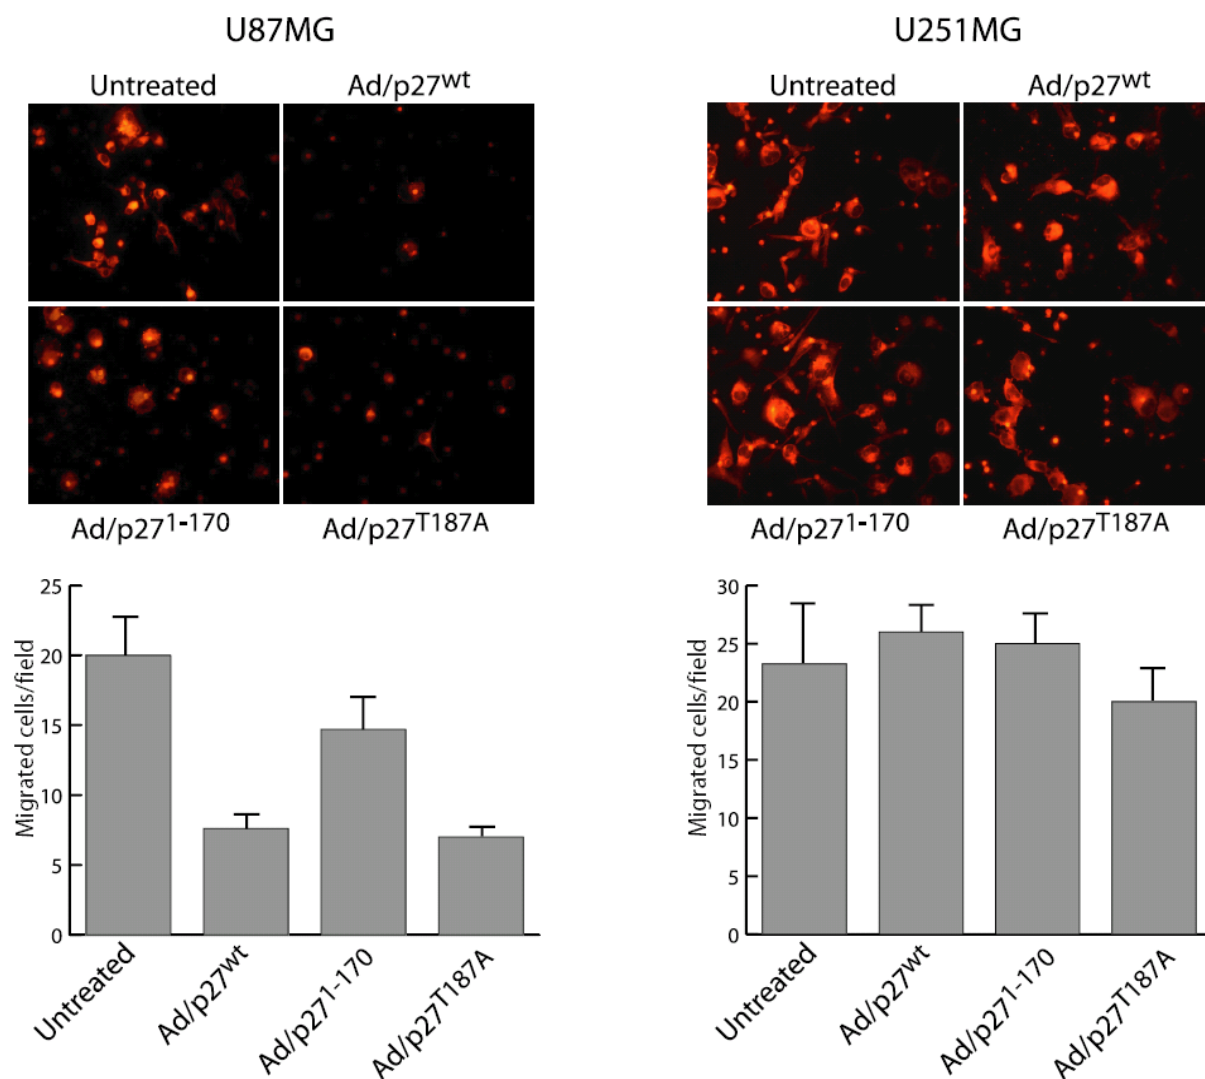 U87MG
Untreated Ad/p27wt
Ad/p271-170 Ad/p27T187A
25
20
15
10
5
0
Migrated cells/field
Untreated
Ad/p27wt
Ad/p271-170
Ad/p27T187A
U251MG
Untreated Ad/p27wt
Ad/p271-170 Ad/p27T187A
30
25
20
15
10
5
0
Migrated cells/field
Untreated
Ad/p27wt
Ad/p271-170
Ad/p27T187A